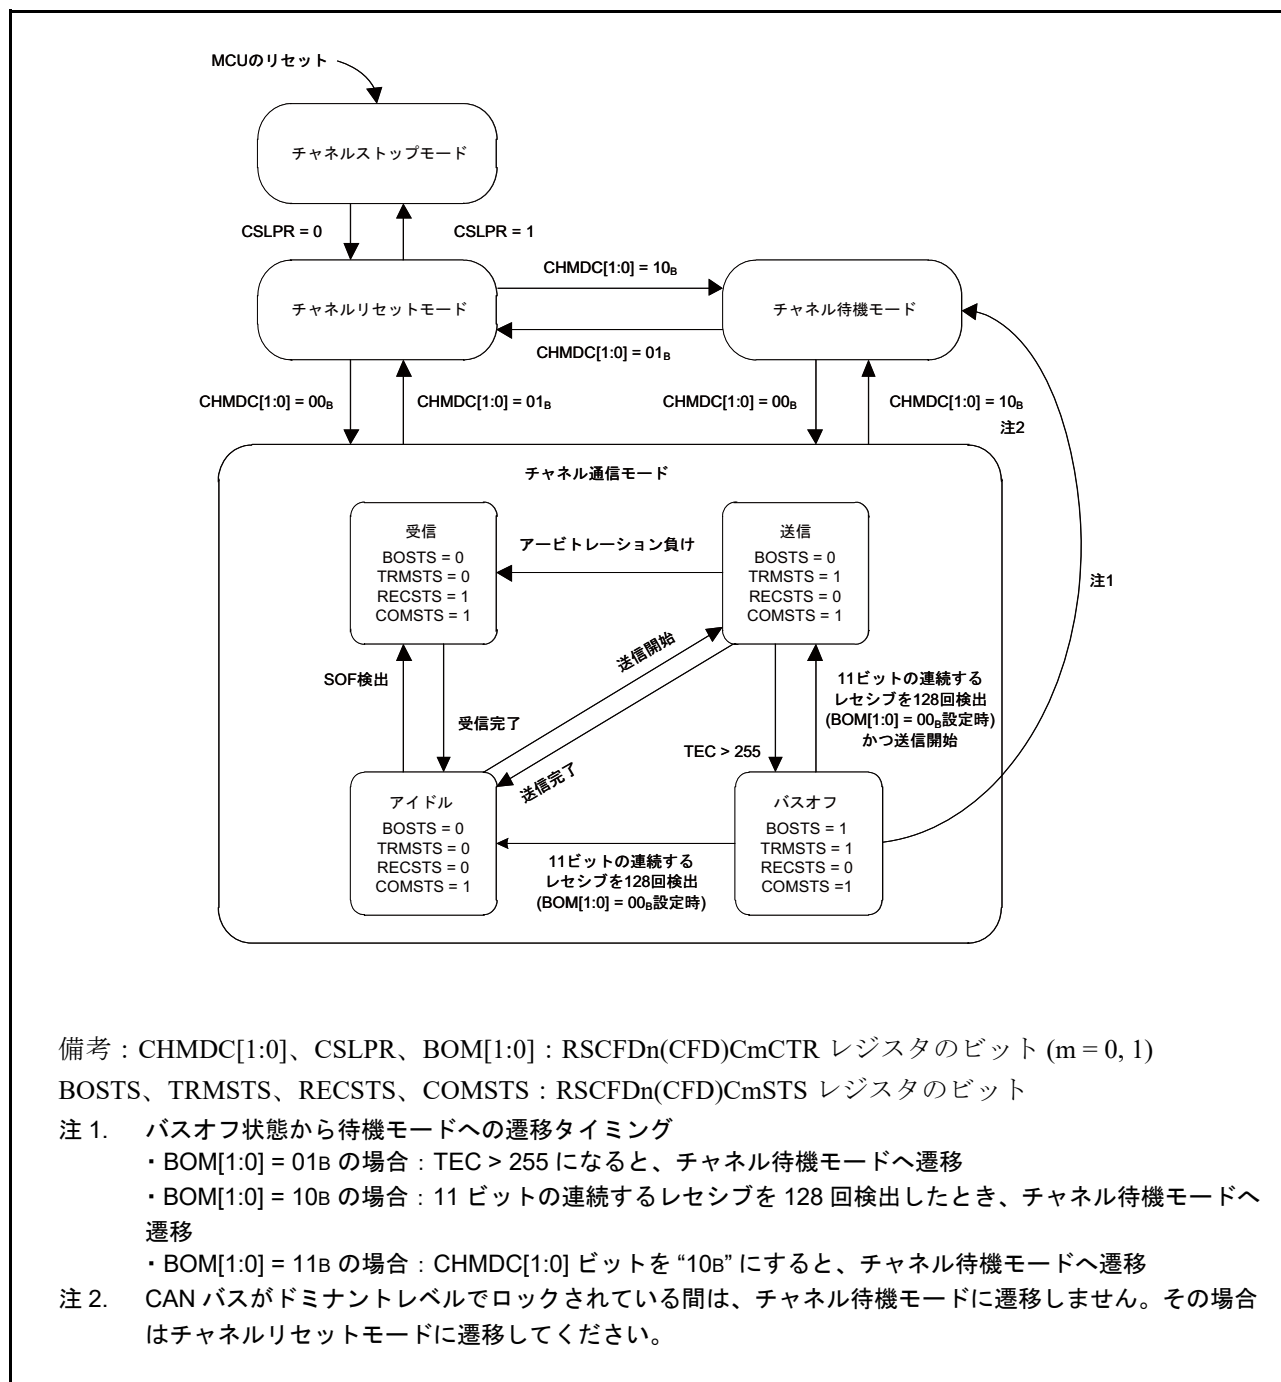 MCUのリセット
チャネルストップモード
CSLPR = 0
CSLPR = 1
CHMDC[1:0] = 10B
チャネルリセットモード
チャネル待機モード
CHMDC[1:0] = 01B
CHMDC[1:0] = 00B
CHMDC[1:0] = 01B
CHMDC[1:0] = 00B
CHMDC[1:0] = 10B
注2
チャネル通信モード
受信
BOSTS = 0
TRMSTS = 0
RECSTS = 1
COMSTS = 1
アービトレーション負け
送信
BOSTS = 0
TRMSTS = 1
RECSTS = 0
COMSTS = 1
注1
SOF検出
受信完了
送信開始
送信完了
TEC > 255
11ビットの連続する
レセシブを128回検出
(BOM[1:0] = 00B設定時)
かつ送信開始
アイドル
BOSTS = 0
TRMSTS = 0
RECSTS = 0
COMSTS = 1
11ビットの連続する
レセシブを128回検出
(BOM[1:0] = 00B設定時)
バスオフ
BOSTS = 1
TRMSTS = 1
RECSTS = 0
COMSTS =1
備考：CHMDC[1:0]、CSLPR、BOM[1:0]：RSCFDn(CFD)CmCTR レジスタのビット (m = 0, 1)
BOSTS、TRMSTS、RECSTS、COMSTS：RSCFDn(CFD)CmSTS レジスタのビット
注 1. バスオフ状態から待機モードへの遷移タイミング
・BOM[1:0] = 01B の場合：TEC > 255 になると、チャネル待機モードへ遷移
・BOM[1:0] = 10B の場合：11 ビットの連続するレセシブを 128 回検出したとき、チャネル待機モードへ
遷移
・BOM[1:0] = 11B の場合：CHMDC[1:0] ビットを “10B” にすると、チャネル待機モードへ遷移
注 2. CAN バスがドミナントレベルでロックされている間は、チャネル待機モードに遷移しません。その場合
はチャネルリセットモードに遷移してください。